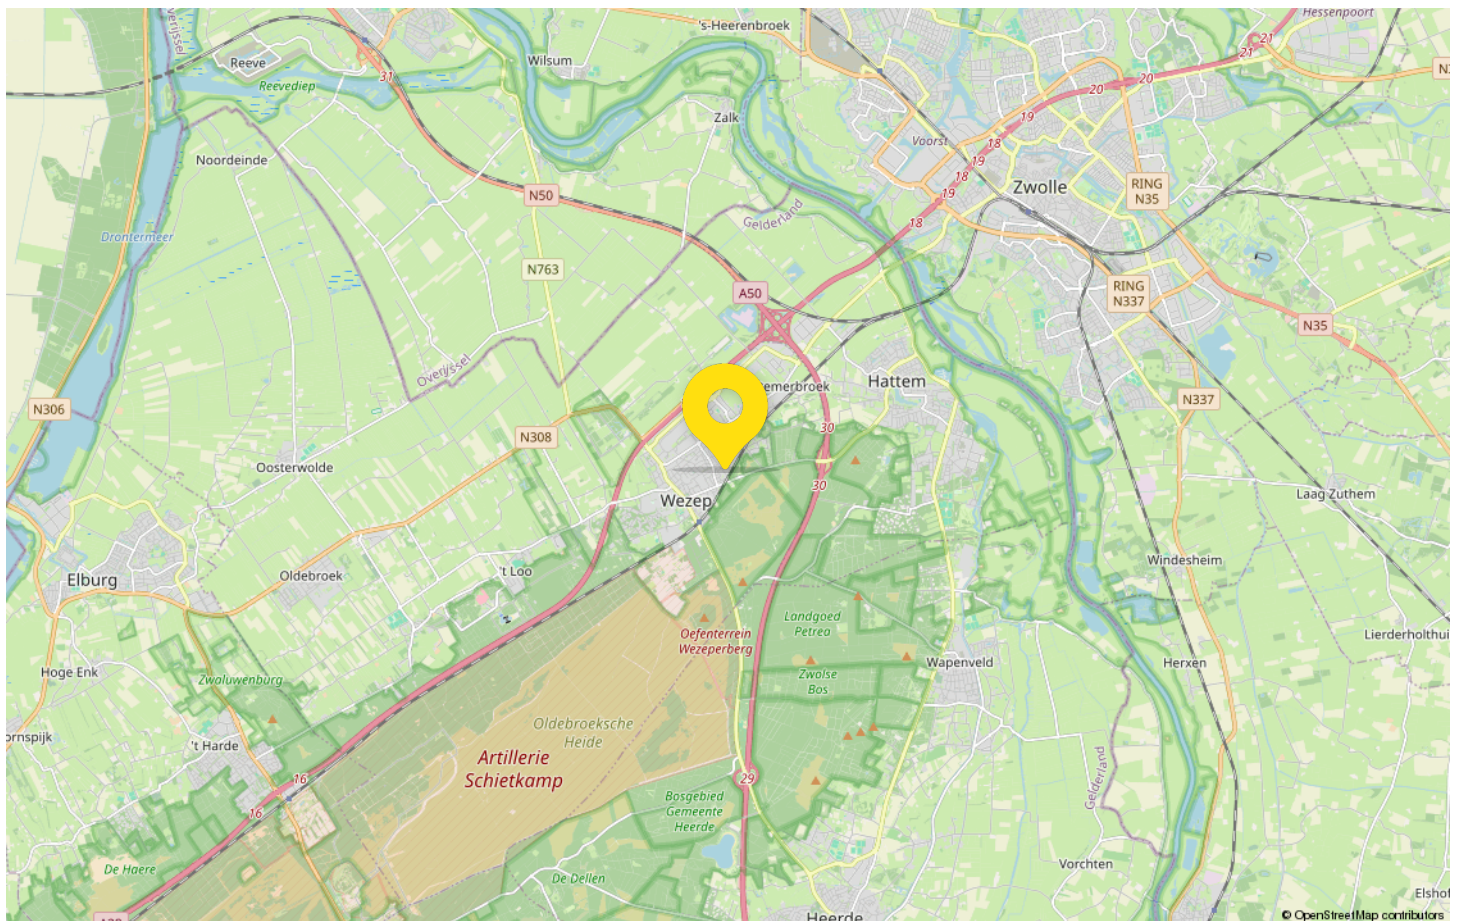 Hessenpoort
's-Heerenbroek
Overijssel
21
21
Reeve
31
Wilsum
20
20
Reevediep
Zalk
19
Voorst
18
19
18
Noordeinde
Zwolle
RING
N35
N50
19
18
Gelderland
Drontermeer
N763
A50
RING
N337
N35
Overijssel
Hattem
N306
N337
30
N308
Oosterwolde
30
Wezep
Laag Zuthem
Windesheim
Elburg
Oldebroek
't Loo
Landgoed
Petrea
Oefenterrein
Wezeperberg
Lierderholthui
Hoge Enk
Zwaluwenburg
Wapenveld
Herxen
Zwolse
Bos
Oldebroeksche
Heide
ornspijk
't Harde
Artillerie
Schietkamp
16
29
Gelderland
16
Bosgebied
Gemeente
Heerde
De Haere
De Dellen
Vorchten
Elshof
Heerde
© OpenStreetMap contributors